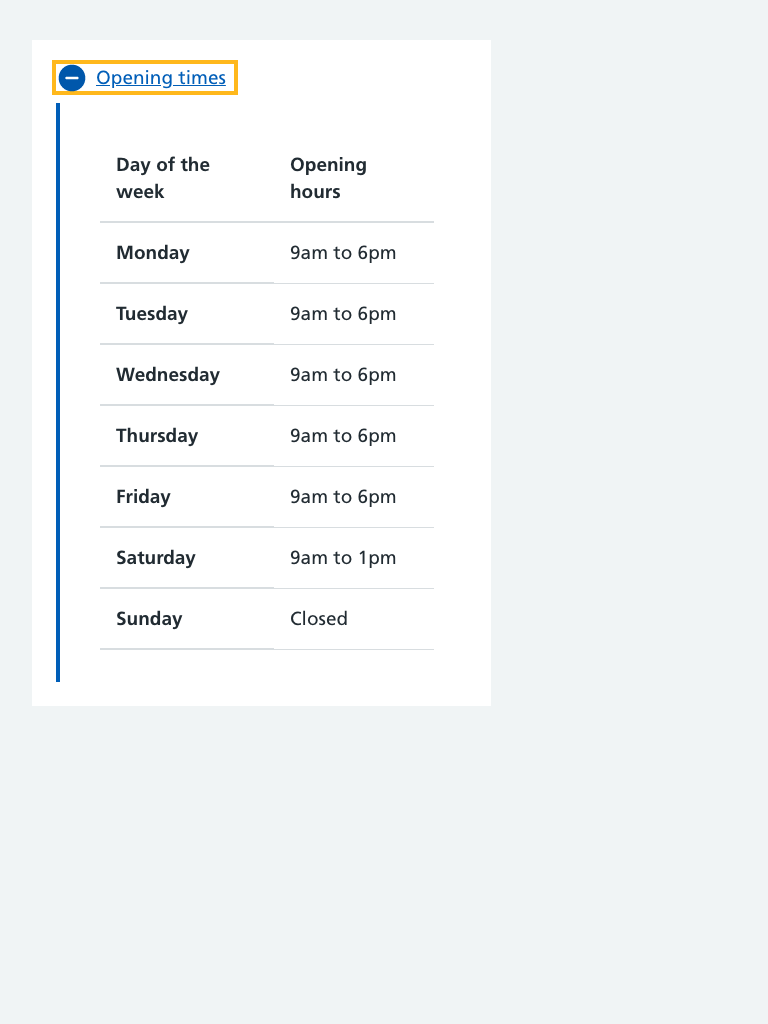 Opening times
Day of the week	Opening hours
Monday	9am to 6pm
Tuesday	9am to 6pm
Wednesday	9am to 6pm
Thursday	9am to 6pm
Friday	9am to 6pm
Saturday	9am to 1pm
Sunday	Closed